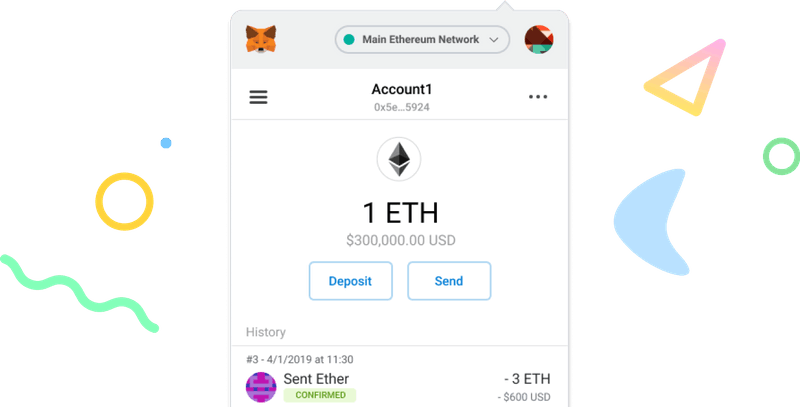 Main Ethereum Network
Account1
0x5e...5924
1 ETH
$300,000.00 USD
Deposit Send
History
#3 - 4/1/2019 at 11:30
Sent Ether - 3 ETH
CONFIRMED - $600 USD